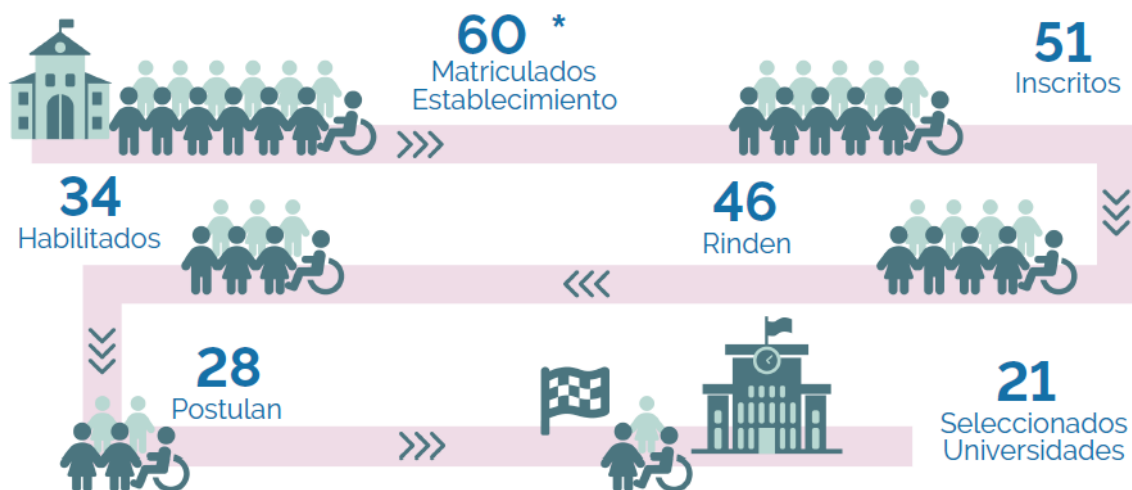 60 *
Matriculados
Establecimiento
51
Inscritos
34
Habilitados
46
Rinden
28
Postulan
21
Seleccionados
Universidades